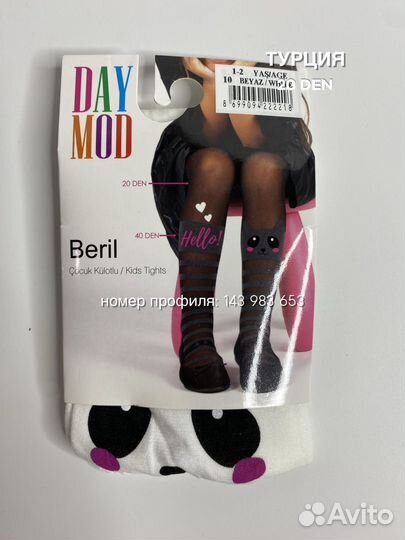 ТУРЦИЯ
DEN
1-2 YAŞ/AGE
10 BEYAZ / White
8699094222218
DAY
MOD
20 DEN
40 DEN
Hello!
Beril
Çocuk Külotlu / Kids Tights
номер профиля: 143 983 653
Avito